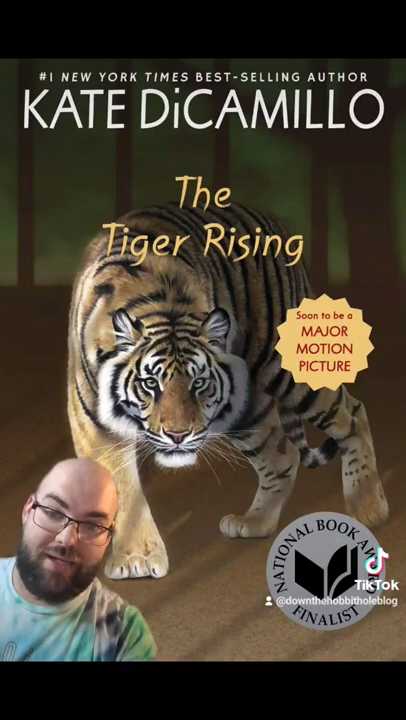 #1 NEW YORK TIMES BEST-SELLING AUTHOR
KATE DiCAMILLO
The
Tiger Rising
Soon to be a
MAJOR
MOTION
PICTURE
NATIONAL BOOK AWARD
FINALIST
TikTok
@downthehobbitholeblog